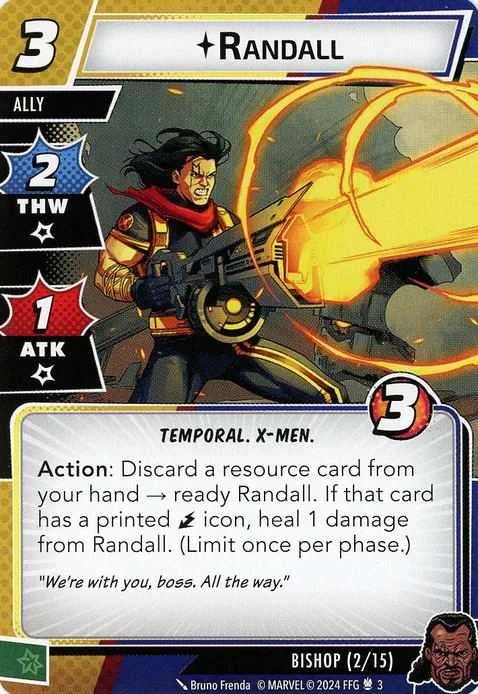 3
Randall
ALLY
2
THW
1
ATK
3
TEMPORAL. X-MEN.
Action: Discard a resource card from
your hand → ready Randall. If that card
has a printed icon, heal 1 damage
from Randall. (Limit once per phase.)
"We're with you, boss. All the way."
BISHOP (2/15)
Bruno Frenda © MARVEL © 2024 FFG 3